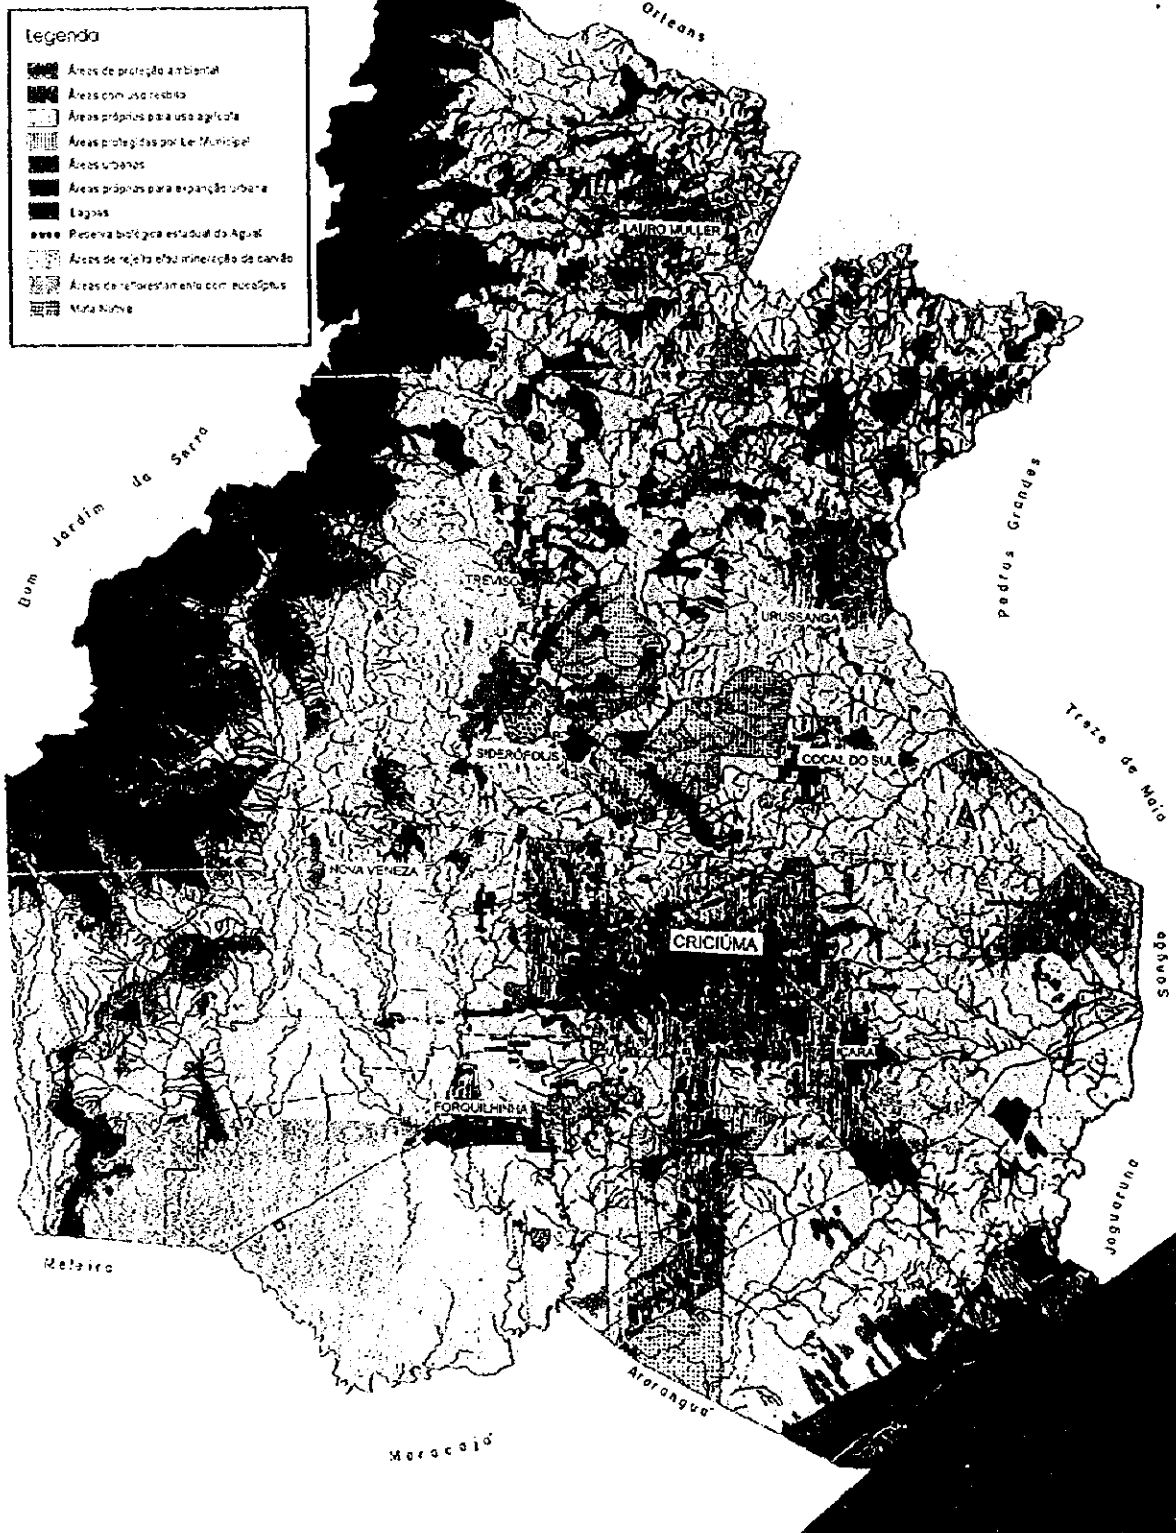 Legenda
Áreas de proteção ambiental
Áreas com uso restrito
Áreas próprias para uso agrícola
Áreas protegidas por Lei Municipal
Áreas urbanas
Áreas próprias para expanção urbana
Lagoas
Reserva biológica estadual do Aguaí
Áreas de rejeito e/ou mineração de carvão
Áreas de reflorestamento com eucaliptus
Mata Nativa
Orleans
LAURO MULLER
Bom Jardim da Serra
Pedras Grandes
TREVISO
URUSSANGA
Treze de Maio
SIDERÓPOLIS
COCAL DO SUL
NOVA VENEZA
CRICIÚMA
Sangão
IÇARA
FORQUILHINHA
Jaguaruna
Meleiro
Araranguá
Maracajá